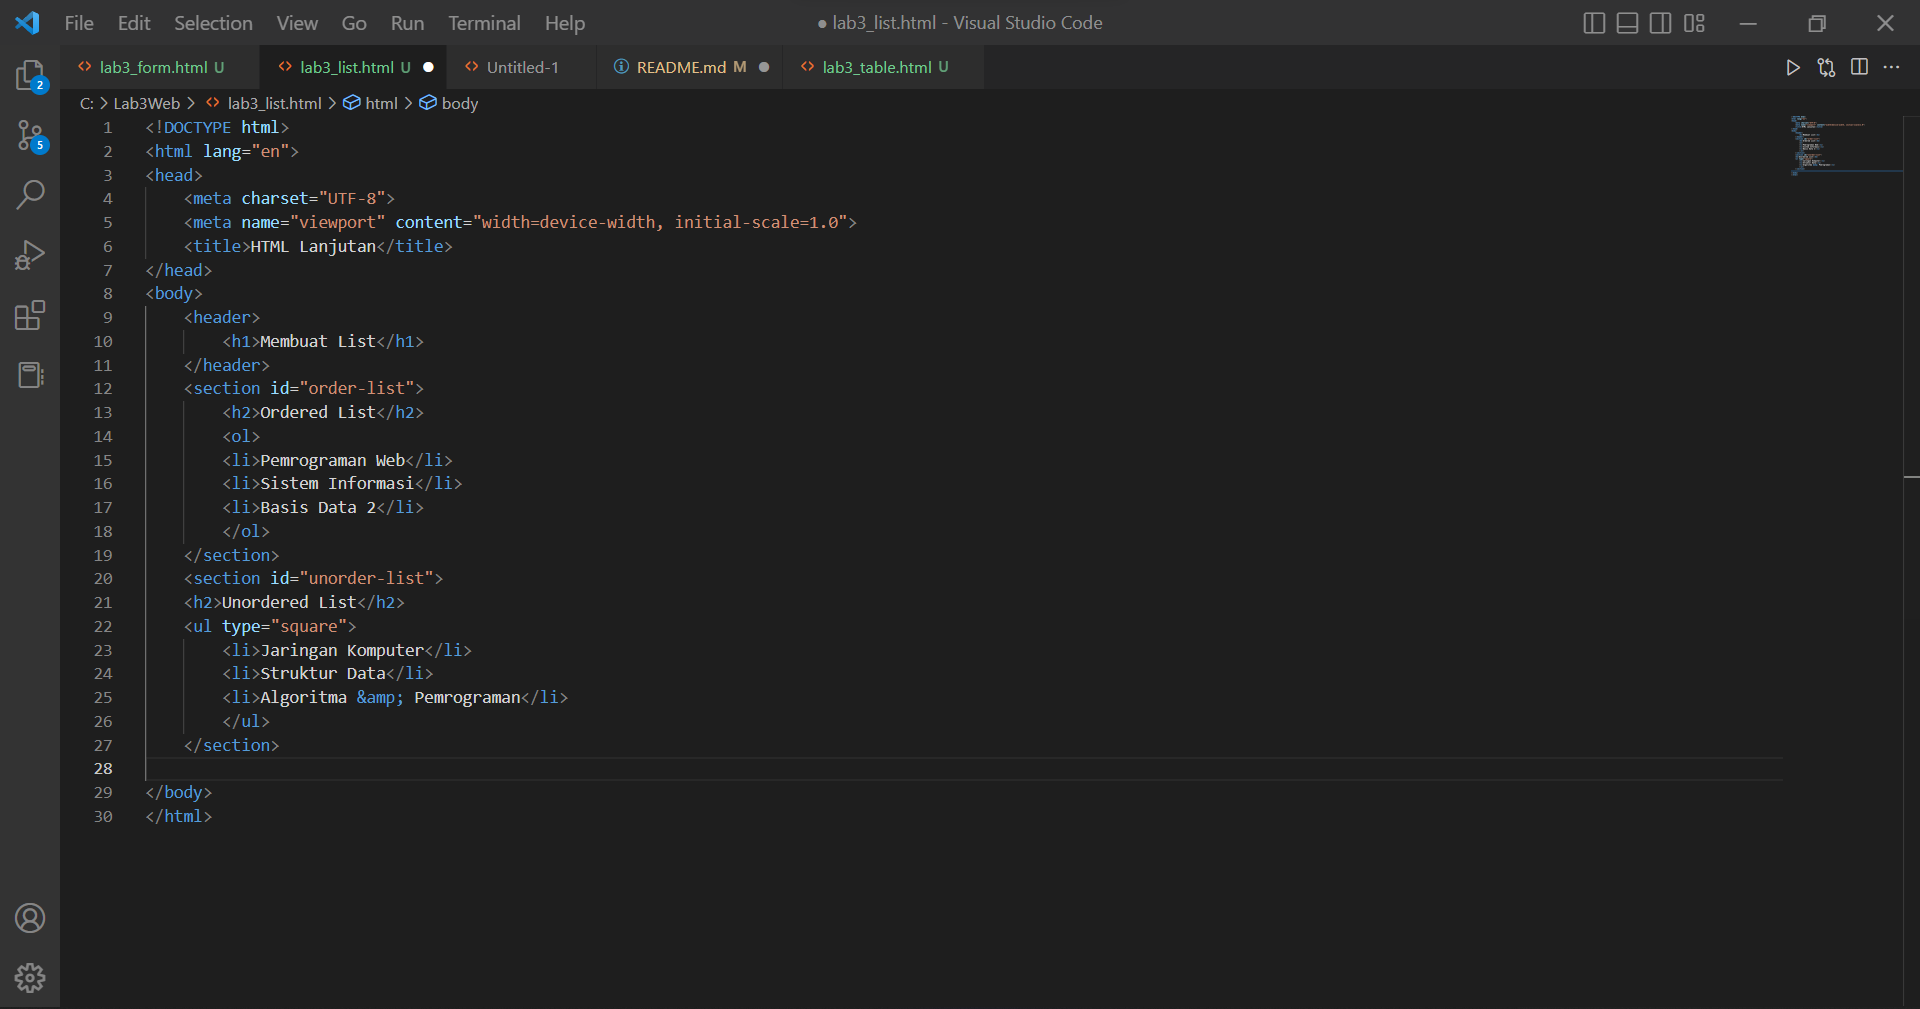 File Edit Selection View Go Run Terminal Help
● lab3_list.html - Visual Studio Code
lab3_form.html U
lab3_list.html U
Untitled-1
README.md M
lab3_table.html U
C: > Lab3Web > lab3_list.html > html > body
2
5
1 <!DOCTYPE html>
2 <html lang="en">
3 <head>
4     <meta charset="UTF-8">
5     <meta name="viewport" content="width=device-width, initial-scale=1.0">
6     <title>HTML Lanjutan</title>
7 </head>
8 <body>
9     <header>
10         <h1>Membuat List</h1>
11     </header>
12     <section id="order-list">
13         <h2>Ordered List</h2>
14         <ol>
15         <li>Pemrograman Web</li>
16         <li>Sistem Informasi</li>
17         <li>Basis Data 2</li>
18         </ol>
19     </section>
20     <section id="unorder-list">
21     <h2>Unordered List</h2>
22     <ul type="square">
23         <li>Jaringan Komputer</li>
24         <li>Struktur Data</li>
25         <li>Algoritma &amp; Pemrograman</li>
26         </ul>
27     </section>
28
29 </body>
30 </html>